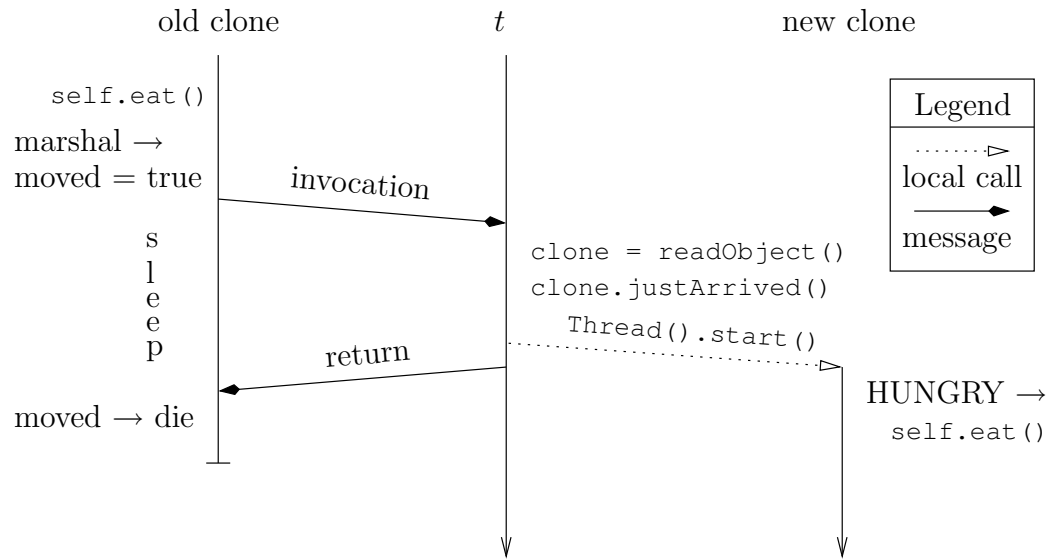 old clone
t
new clone
self.eat()
Legend
marshal →
moved = true
invocation
local call
message
s
l
e
e
p
clone = readObject()
clone.justArrived()
Thread().start()
return
moved → die
HUNGRY →
self.eat()